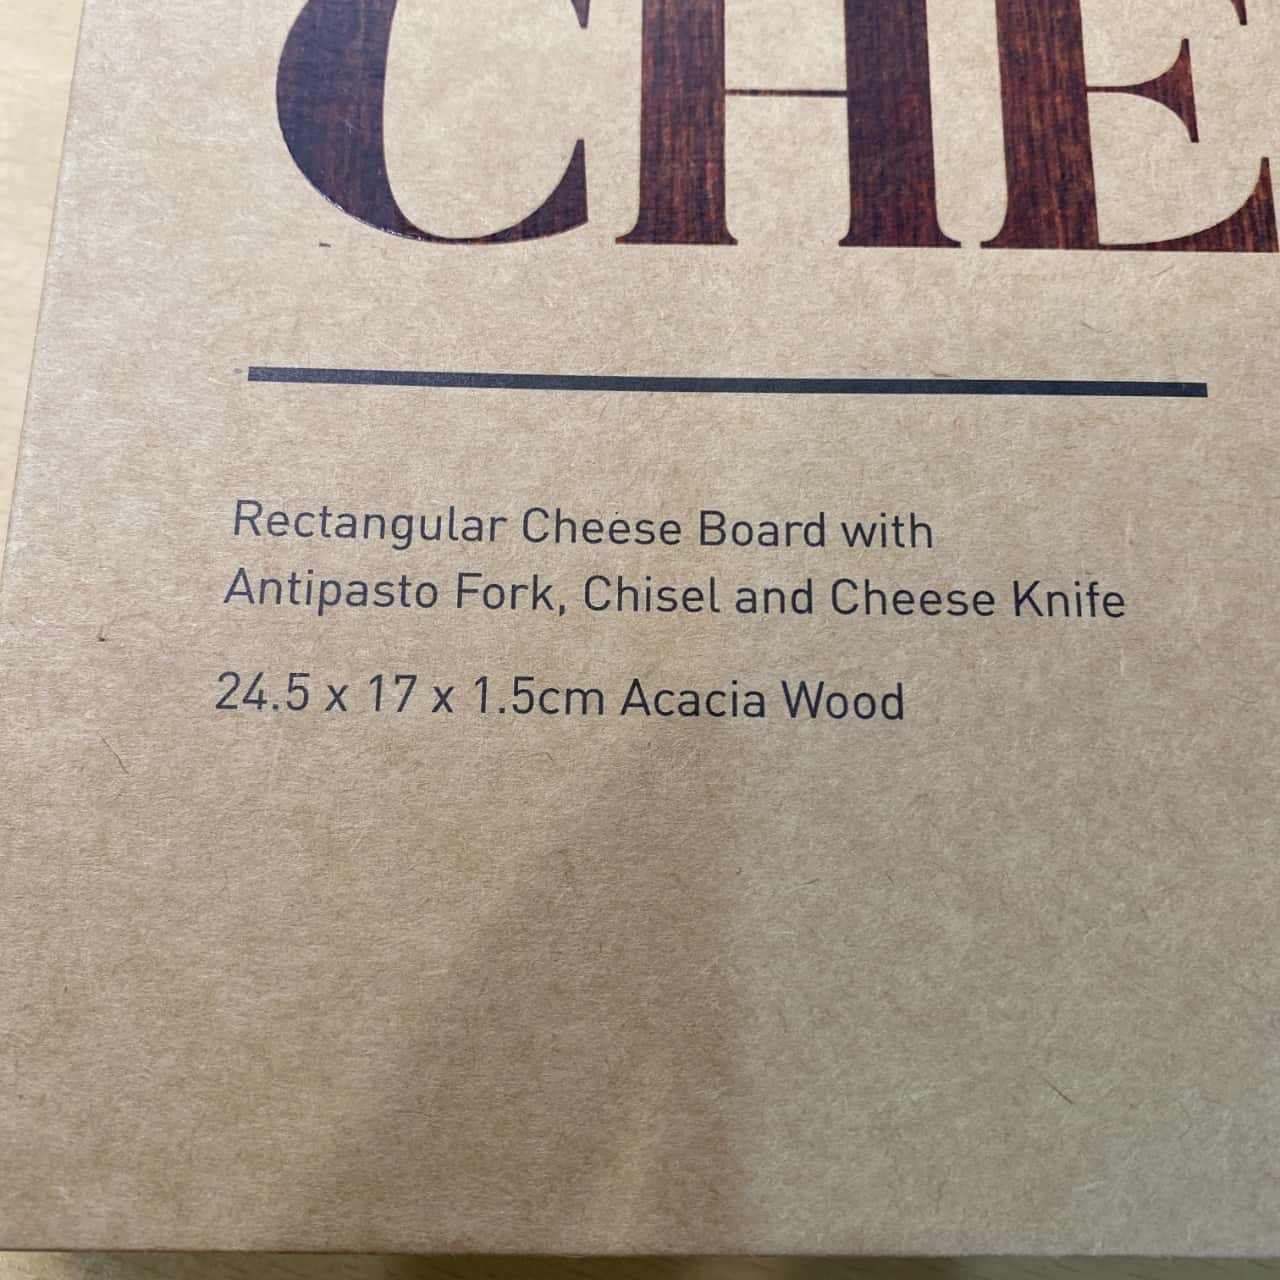 CHE
Rectangular Cheese Board with
Antipasto Fork, Chisel and Cheese Knife
24.5 x 17 x 1.5cm Acacia Wood